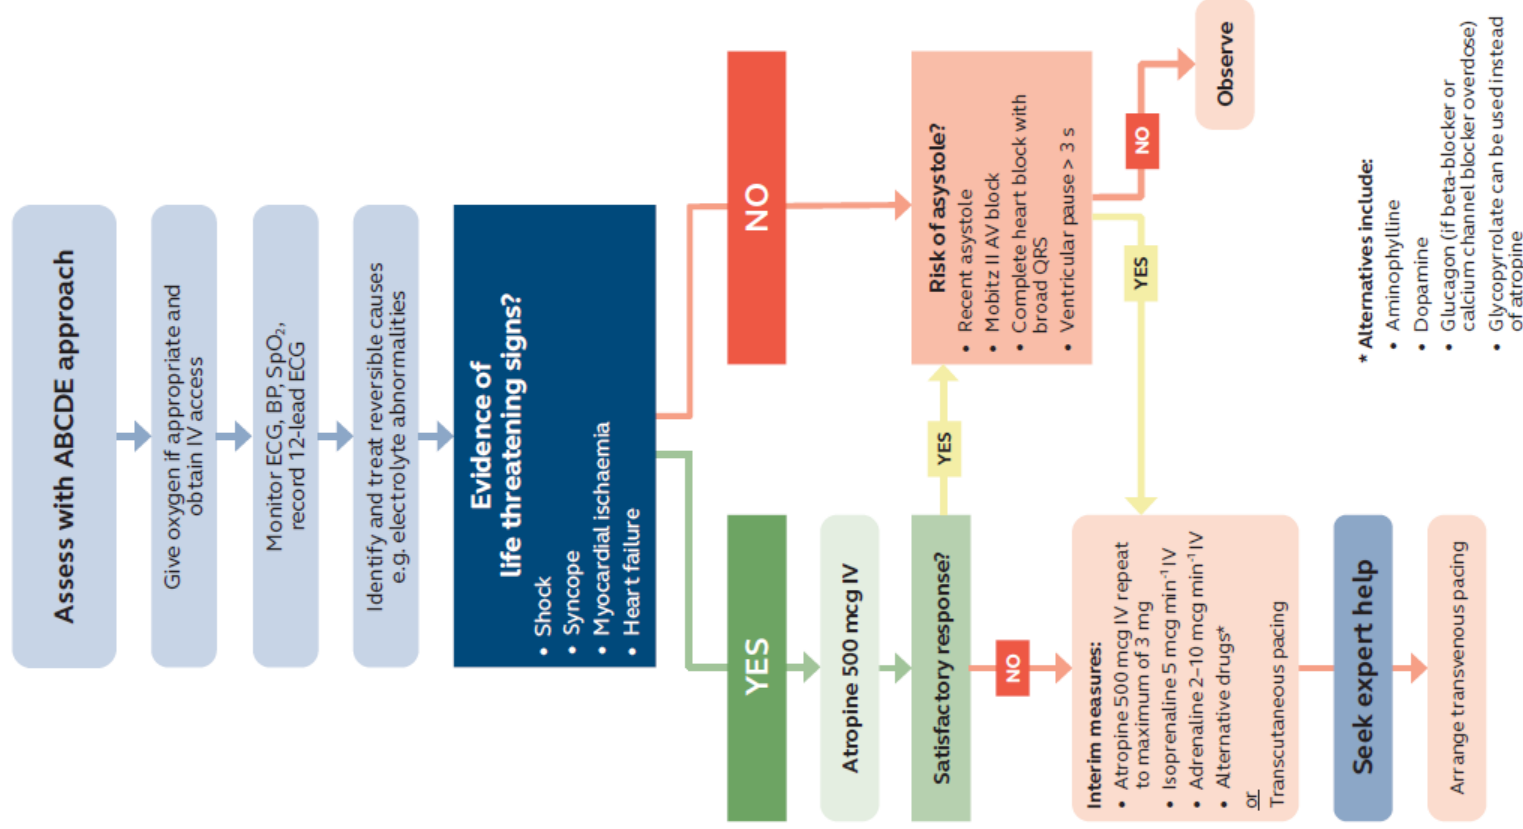 Assess with ABCDE approach
Give oxygen if appropriate and
obtain IV access
Monitor ECG, BP, SpO₂,
record 12-lead ECG
Identify and treat reversible causes
e.g. electrolyte abnormalities
Evidence of
life threatening signs?
• Shock
• Syncope
• Myocardial ischaemia
• Heart failure
YES
NO
Atropine 500 mcg IV
Satisfactory response?
YES
NO
Risk of asystole?
• Recent asystole
• Mobitz II AV block
• Complete heart block with
broad QRS
• Ventricular pause > 3 s
YES
NO
Observe
Interim measures:
• Atropine 500 mcg IV repeat
to maximum of 3 mg
• Isoprenaline 5 mcg min⁻¹ IV
• Adrenaline 2–10 mcg min⁻¹ IV
• Alternative drugs*
or
Transcutaneous pacing
Seek expert help
Arrange transvenous pacing
* Alternatives include:
• Aminophylline
• Dopamine
• Glucagon (if beta-blocker or
calcium channel blocker overdose)
• Glycopyrrolate can be used instead
of atropine